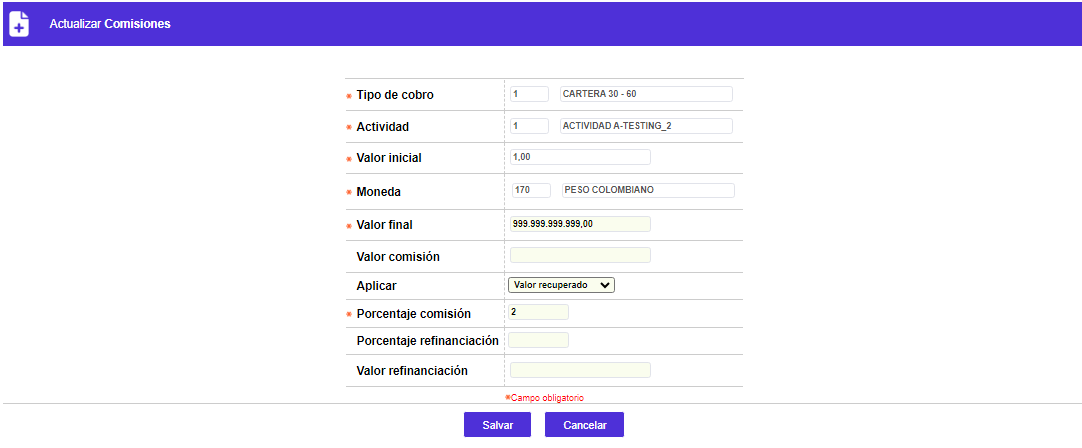 Actualizar Comisiones
* Tipo de cobro 1 CARTERA 30 - 60
* Actividad 1 ACTIVIDAD A-TESTING_2
* Valor inicial 1,00
* Moneda 170 PESO COLOMBIANO
* Valor final 999.999.999.999,00
Valor comisión
Aplicar Valor recuperado
* Porcentaje comisión 2
Porcentaje refinanciación
Valor refinanciación
*Campo obligatorio
Salvar Cancelar